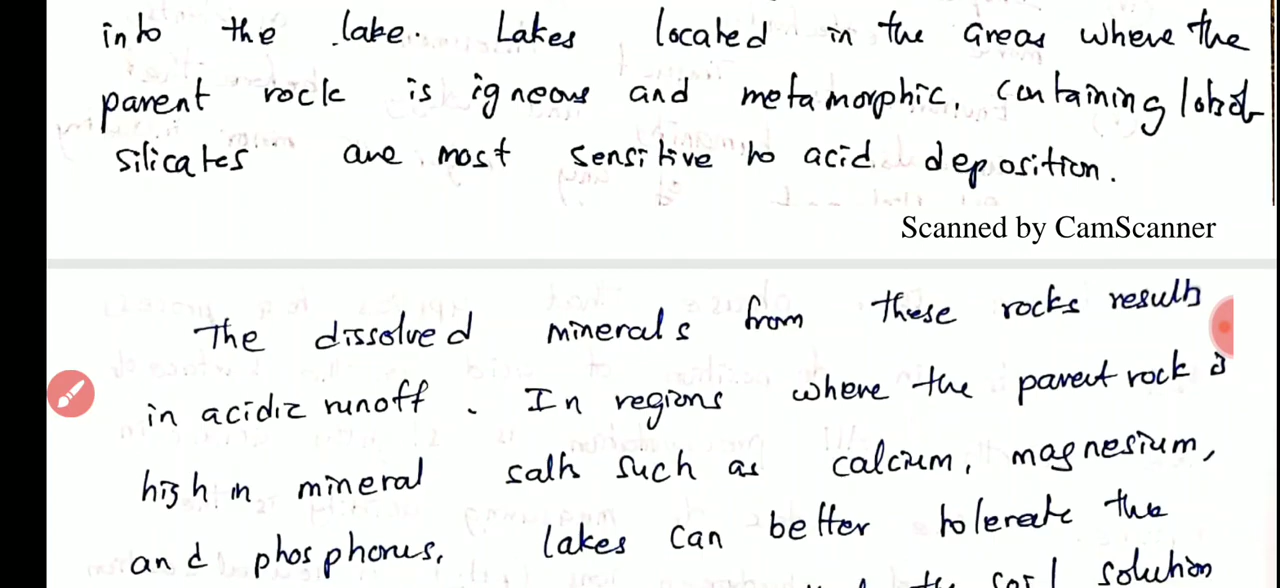 into the lake. Lakes located in the areas where the
parent rock is igneous and metamorphic, containing
silicates are most sensitive to acid deposition.
Scanned by CamScanner
The dissolved minerals from these rocks results
in acidic runoff. In regions where the parent rock is
high in mineral salts such as calcium, magnesium,
and phosphorus, lakes can better tolerate the
the soil solution